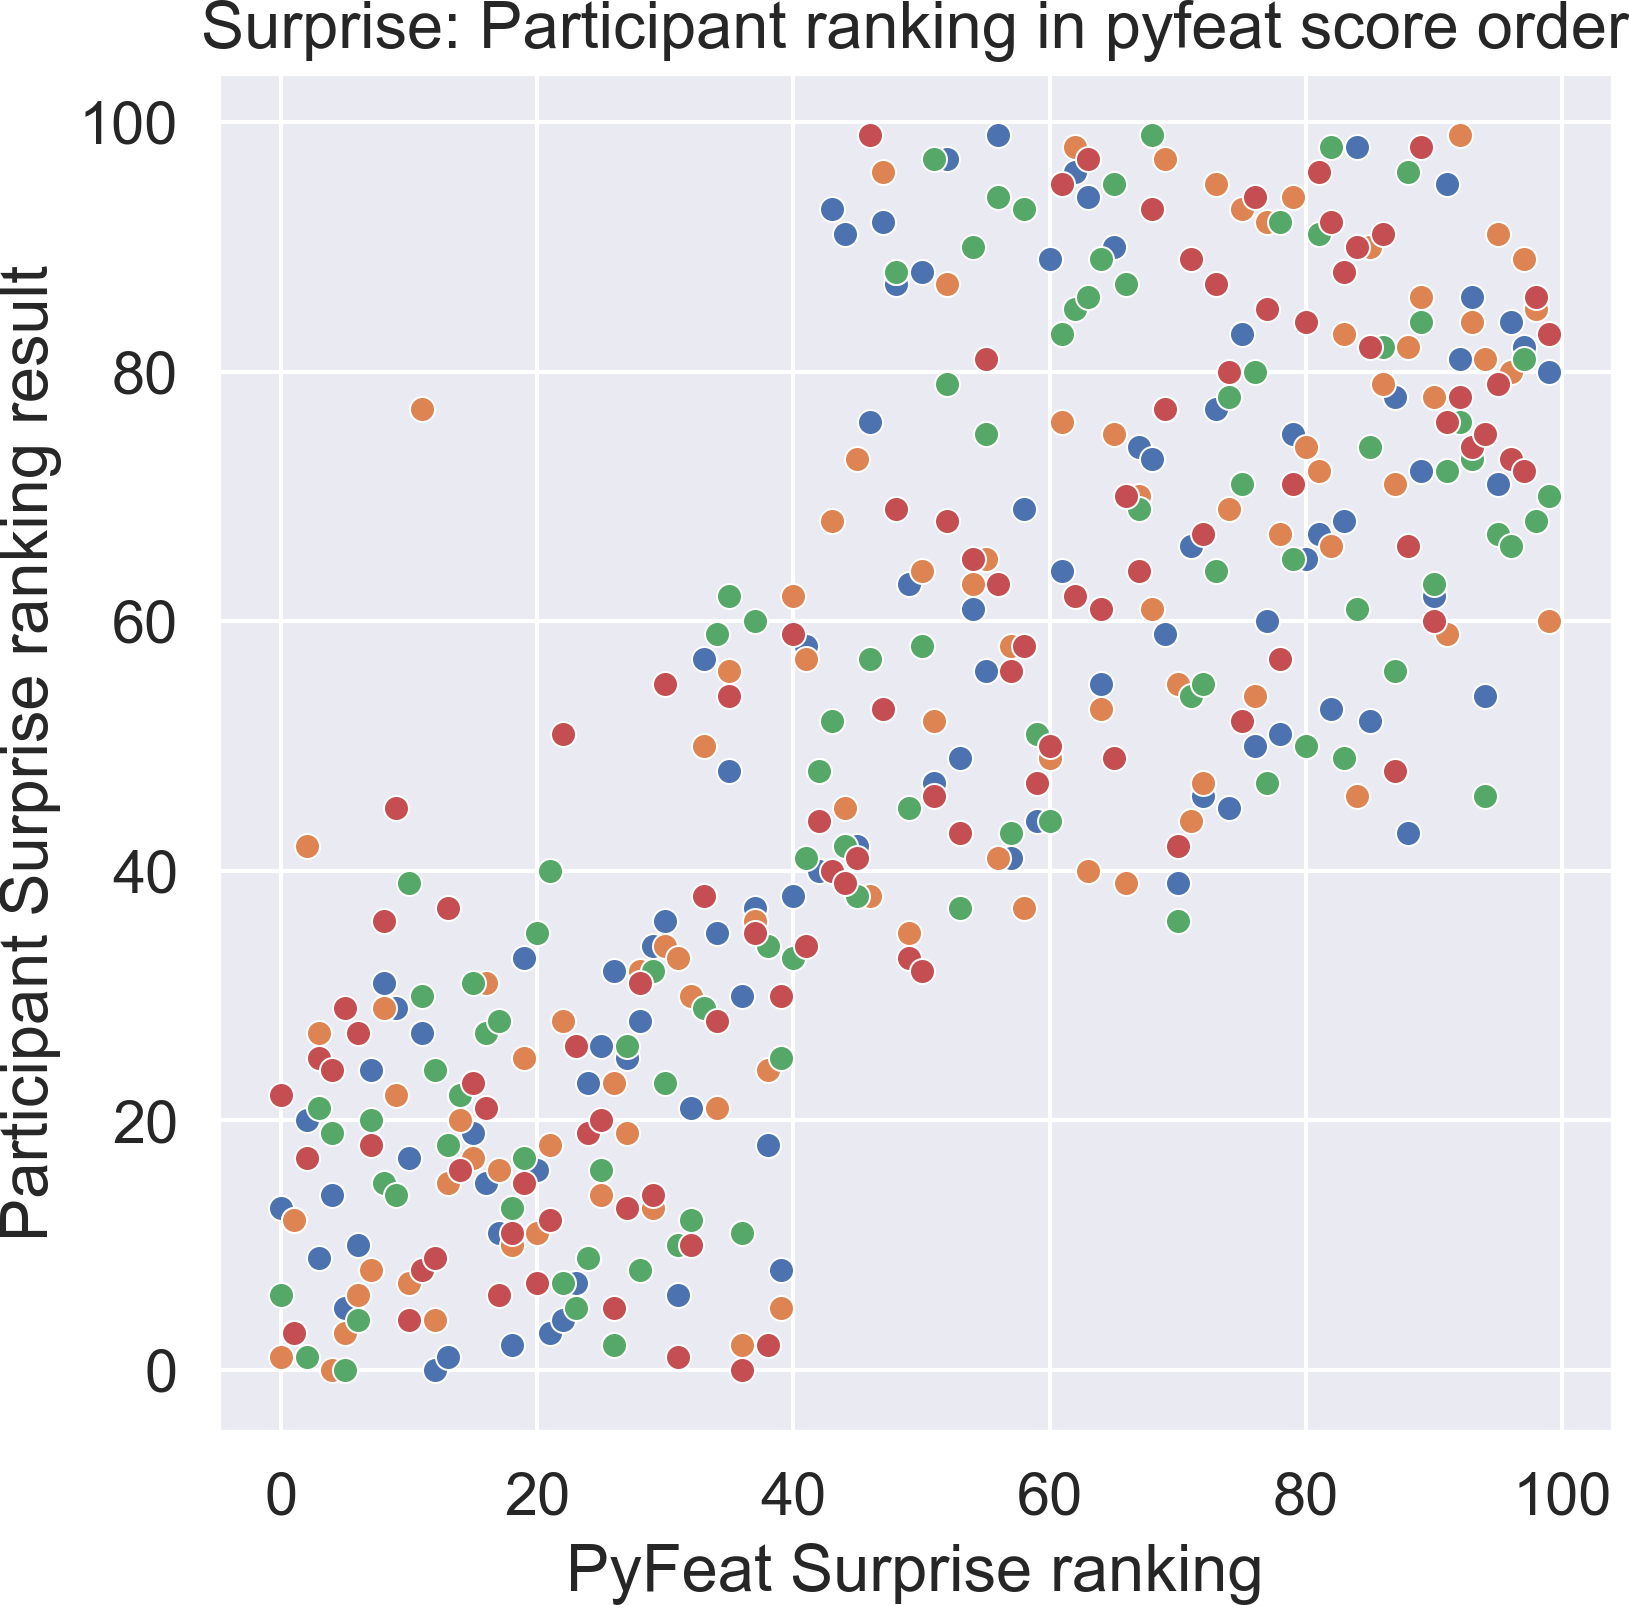 Surprise: Participant ranking in pyfeat score order
Participant Surprise ranking result
100
80
60
40
20
0
0 20 40 60 80 100
PyFeat Surprise ranking